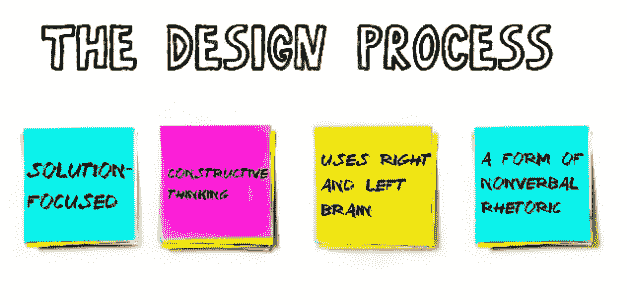 THE DESIGN PROCESS
SOLUTION-
FOCUSED
CONSTRUCTIVE
THINKING
USES RIGHT
AND LEFT
BRAIN
A FORM OF
NONVERBAL
RHETORIC